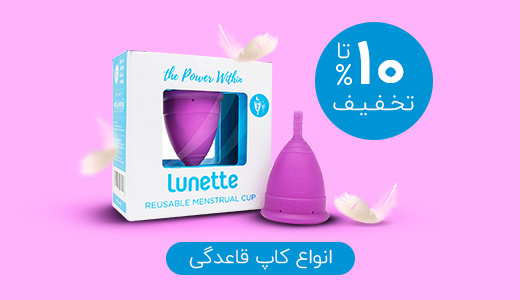 the Power Within
Lunette
REUSABLE MENSTRUAL CUP
تا
۱۰%
تخفیف
انواع کاپ قاعدگی